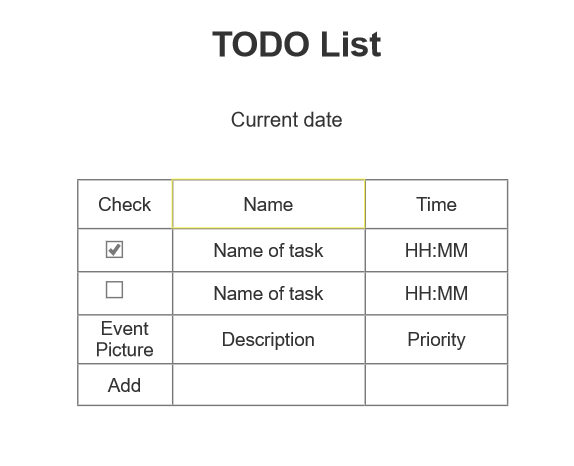 TODO List
Current date
Check Name Time
Name of task HH:MM
Name of task HH:MM
Event Picture Description Priority
Add